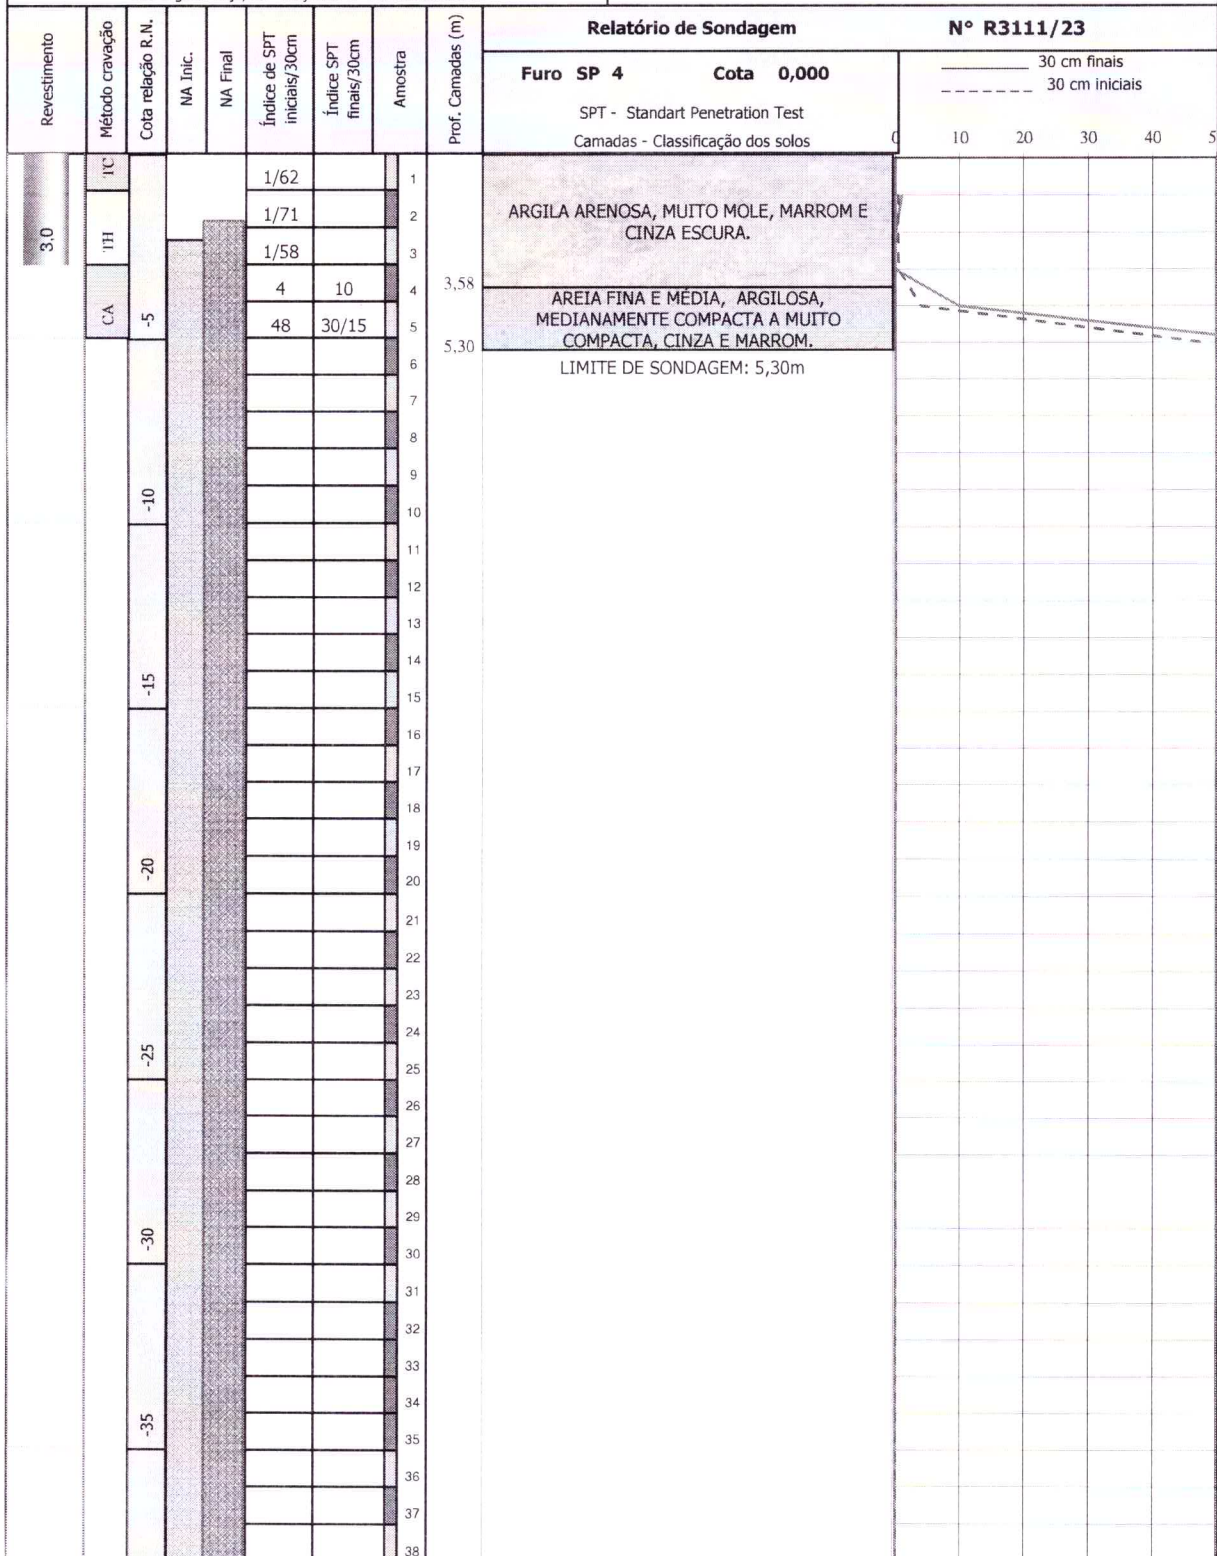 Relatório de Sondagem N° R3111/23
Revestimento
Método cravação
Cota relação R.N.
NA Inic.
NA Final
Índice de SPT iniciais/30cm
Índice SPT finais/30cm
Amostra
Prof. Camadas (m)
Furo SP 4 Cota 0,000
SPT - Standart Penetration Test
Camadas - Classificação dos solos
30 cm finais
30 cm iniciais
0 10 20 30 40 5
3.0
TC
TH
CA
1/62 1
1/71 2
1/58 3
4 10 4
48 30/15 5
3,58
5,30
ARGILA ARENOSA, MUITO MOLE, MARROM E
CINZA ESCURA.
AREIA FINA E MÉDIA, ARGILOSA,
MEDIANAMENTE COMPACTA A MUITO
COMPACTA, CINZA E MARROM.
LIMITE DE SONDAGEM: 5,30m
-5
6
7
8
9
-10
10
11
12
13
14
-15
15
16
17
18
19
-20
20
21
22
23
24
-25
25
26
27
28
29
-30
30
31
32
33
34
-35
35
36
37
38